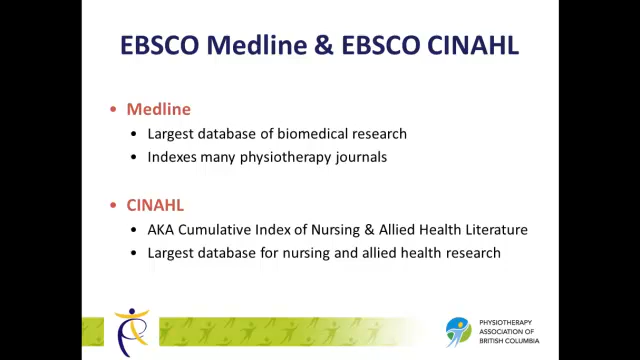 EBSCO Medline & EBSCO CINAHL
• Medline
• Largest database of biomedical research
• Indexes many physiotherapy journals
• CINAHL
• AKA Cumulative Index of Nursing & Allied Health Literature
• Largest database for nursing and allied health research
PHYSIOTHERAPY
ASSOCIATION OF
BRITISH COLUMBIA